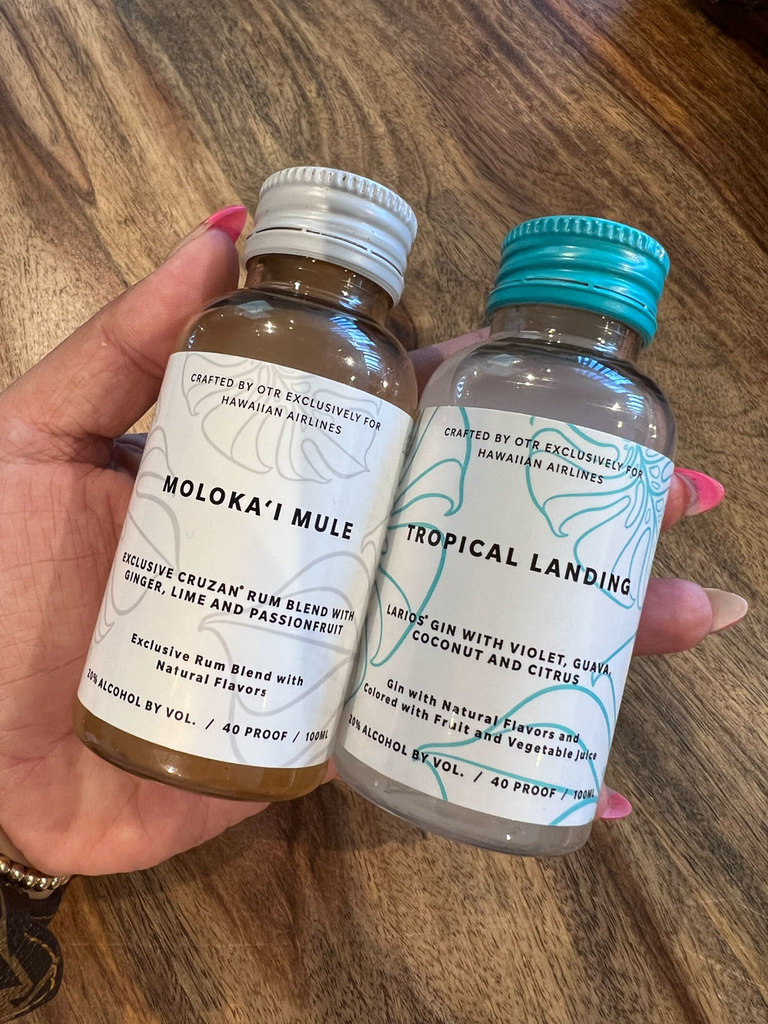 CRAFTED BY OTR EXCLUSIVELY FOR
HAWAIIAN AIRLINES
MOLOKAʻI MULE
EXCLUSIVE CRUZAN® RUM BLEND WITH
GINGER, LIME AND PASSIONFRUIT
Exclusive Rum Blend with
Natural Flavors
20% ALCOHOL BY VOL. / 40 PROOF / 100ML
CRAFTED BY OTR EXCLUSIVELY FOR
HAWAIIAN AIRLINES
TROPICAL LANDING
LARIOS® GIN WITH VIOLET, GUAVA,
COCONUT AND CITRUS
Gin with Natural Flavors and
Colored with Fruit and Vegetable Juice
20% ALCOHOL BY VOL. / 40 PROOF / 100ML